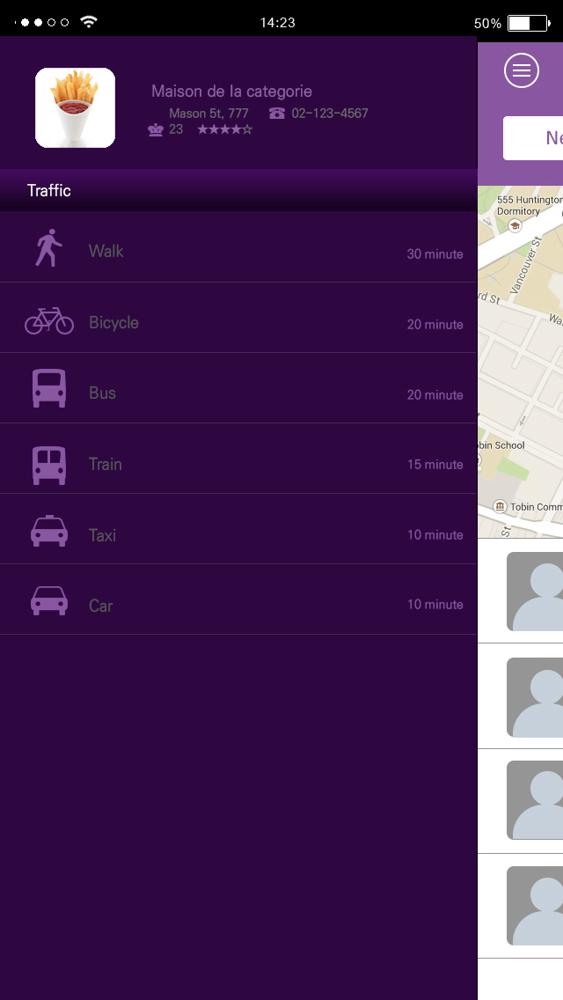 14:23
50%
Maison de la categorie
Mason 5t, 777 02-123-4567
23 ★★★★☆
Traffic
Walk 30 minute
Bicycle 20 minute
Bus 20 minute
Train 15 minute
Taxi 10 minute
Car 10 minute
Ne
555 Huntington
Dormitory
Vancouver St
rd St
Wa
obin School
Tobin Comm
St